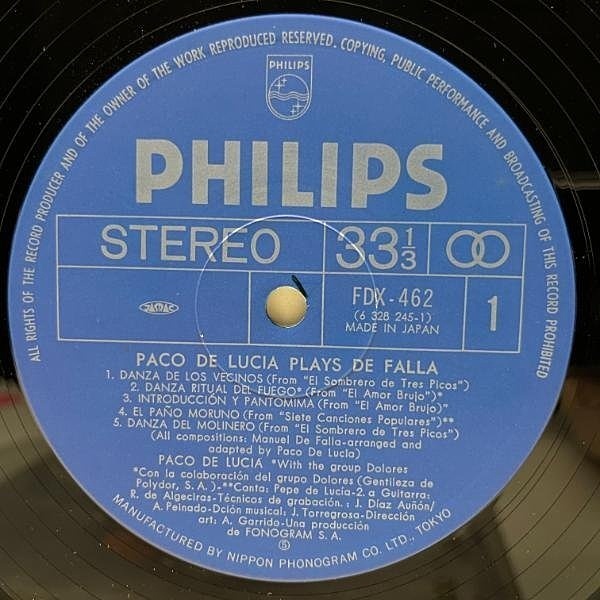 ALL RIGHTS OF THE RECORD PRODUCER AND OF THE OWNER OF THE WORK REPRODUCED RESERVED. COPYING, PUBLIC PERFORMANCE AND BROADCASTING OF THIS RECORD PROHIBITED
PHILIPS
PHILIPS
STEREO 33 1/3
JASRAC
FDX-462
(6 328 245-1)
MADE IN JAPAN
1
PACO DE LUCIA PLAYS DE FALLA
1. DANZA DE LOS VECINOS (From "El Sombrero de Tres Picos")
2. DANZA RITUAL DEL FUEGO* (From "El Amor Brujo")*
3. INTRODUCCIÓN Y PANTOMIMA (From "El Amor Brujo)"
4. EL PAÑO MORUNO (From "Siete Canciones Populares")**
5. DANZA DEL MOLINERO (From "El Sombrero de Tres Picos")
(All compositions: Manuel De Falla-arranged and
adapted by Paco De Lucía)
PACO DE LUCIA *With the group Dolores
*Con la colaboración del grupo Dolores (Gentileza de
Polydor, S.A.)-**Canta: Pepe de Lucía-2.a Guitarra:
R. de Algeciras-Técnicos de grabación.: J. Díaz Auñón/
A. Peinado-Dción musical: J. Torregrosa-Dirección
art: A. Garrido-Una producción
de FONOGRAM S.A.
MANUFACTURED BY NIPPON PHONOGRAM CO. LTD., TOKYO